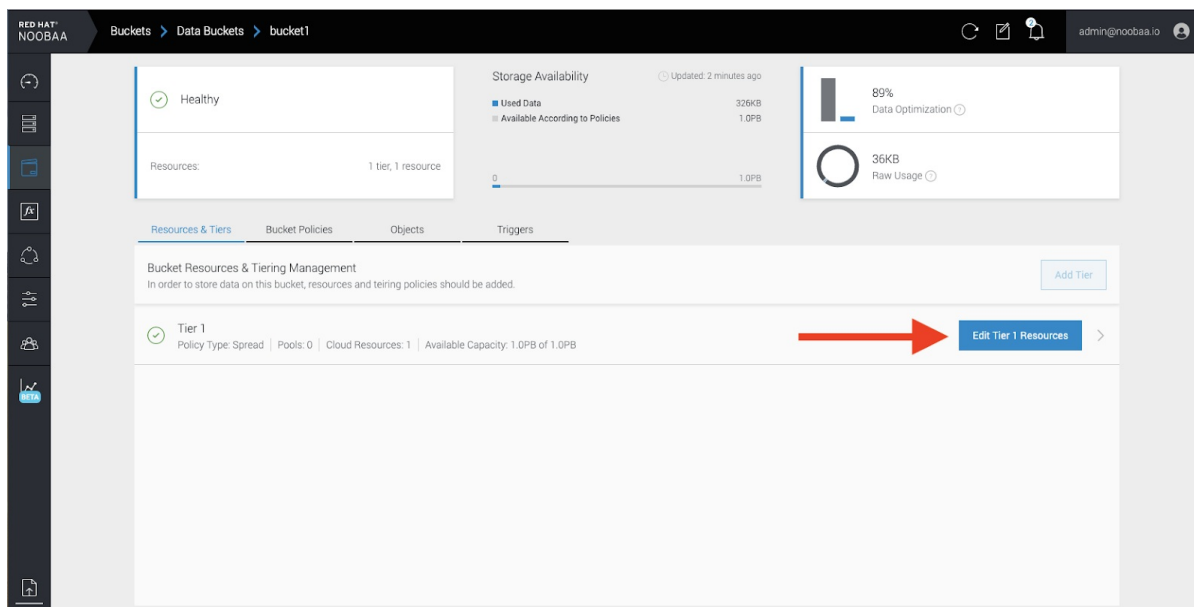 RED HAT®
NOOBAA
Buckets > Data Buckets > bucket1
2
admin@noobaa.io
Healthy
Resources: 1 tier, 1 resource
Storage Availability
Updated: 2 minutes ago
Used Data 326KB
Available According to Policies 1.0PB
0 1.0PB
89%
Data Optimization ?
36KB
Raw Usage ?
fx
Resources & Tiers Bucket Policies Objects Triggers
Bucket Resources & Tiering Management
In order to store data on this bucket, resources and teiring policies should be added.
Add Tier
Tier 1
Policy Type: Spread | Pools: 0 | Cloud Resources: 1 | Available Capacity: 1.0PB of 1.0PB
Edit Tier 1 Resources
BETA